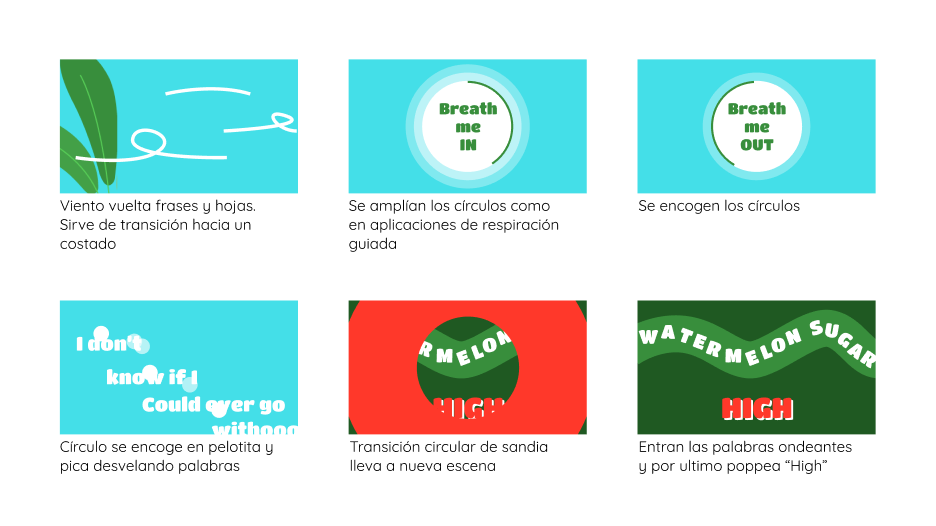 Breath
me
IN
Breath
me
OUT
Viento vuelta frases y hojas.
Sirve de transición hacia un
costado
Se amplían los círculos como
en aplicaciones de respiración
guiada
Se encogen los círculos
I don'
know if I
Could ever go
withooo
RMELON
HIGH
WATERMELON SUGAR
HIGH
Círculo se encoge en pelotita y
pica desvelando palabras
Transición circular de sandia
lleva a nueva escena
Entran las palabras ondeantes
y por ultimo poppea “High”